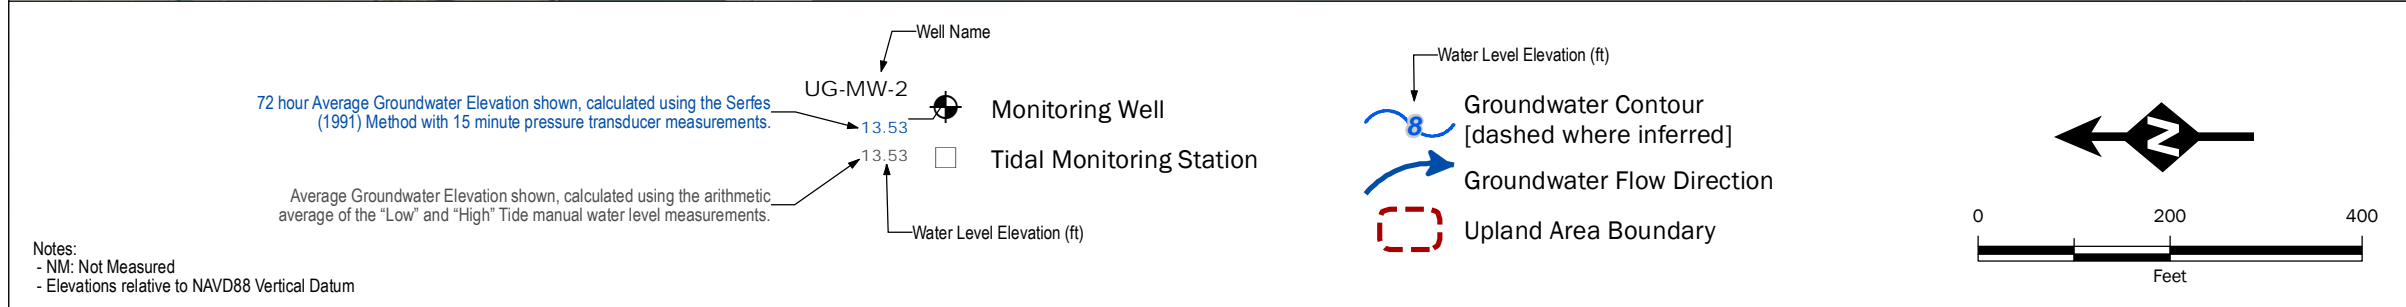 Well Name
UG-MW-2
72 hour Average Groundwater Elevation shown, calculated using the Serfes
(1991) Method with 15 minute pressure transducer measurements.
13.53
13.53
Average Groundwater Elevation shown, calculated using the arithmetic
average of the “Low” and “High” Tide manual water level measurements.
Water Level Elevation (ft)
Notes:
- NM: Not Measured
- Elevations relative to NAVD88 Vertical Datum
Monitoring Well
Tidal Monitoring Station
Water Level Elevation (ft)
8
Groundwater Contour
[dashed where inferred]
Groundwater Flow Direction
Upland Area Boundary
N
0 200 400
Feet